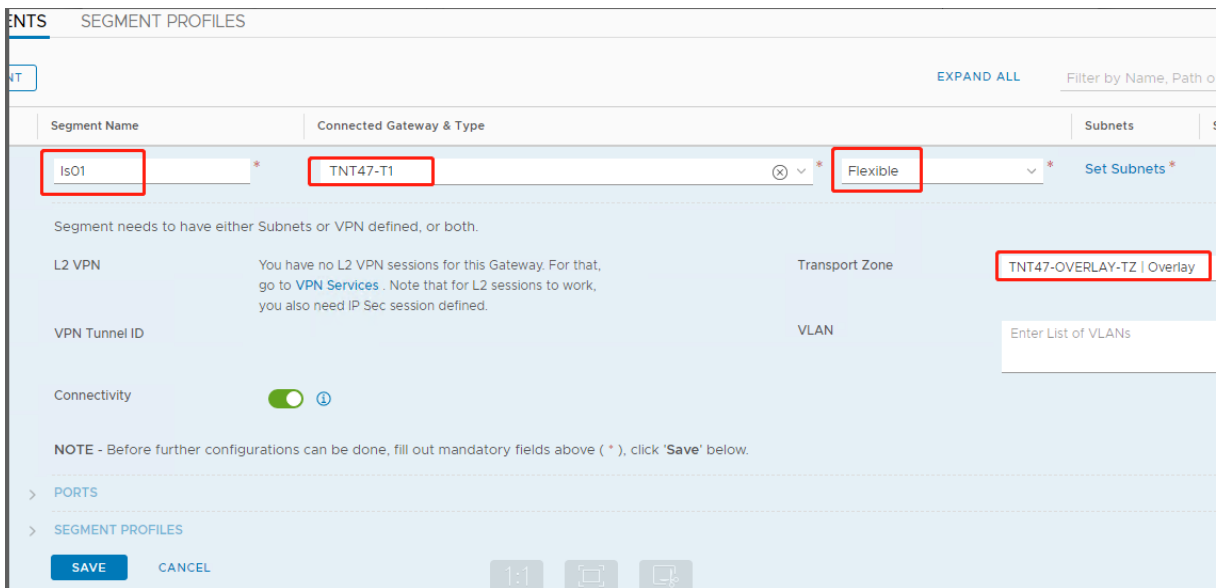 ENTS SEGMENT PROFILES
NT
EXPAND ALL Filter by Name, Path o
Segment Name Connected Gateway & Type Subnets S
ls01 * TNT47-T1 * Flexible * Set Subnets *
Segment needs to have either Subnets or VPN defined, or both.
L2 VPN You have no L2 VPN sessions for this Gateway. For that, Transport Zone TNT47-OVERLAY-TZ | Overlay
go to VPN Services . Note that for L2 sessions to work,
you also need IP Sec session defined.
VPN Tunnel ID VLAN Enter List of VLANs
Connectivity
NOTE - Before further configurations can be done, fill out mandatory fields above ( * ), click 'Save' below.
> PORTS
> SEGMENT PROFILES
SAVE CANCEL
1:1